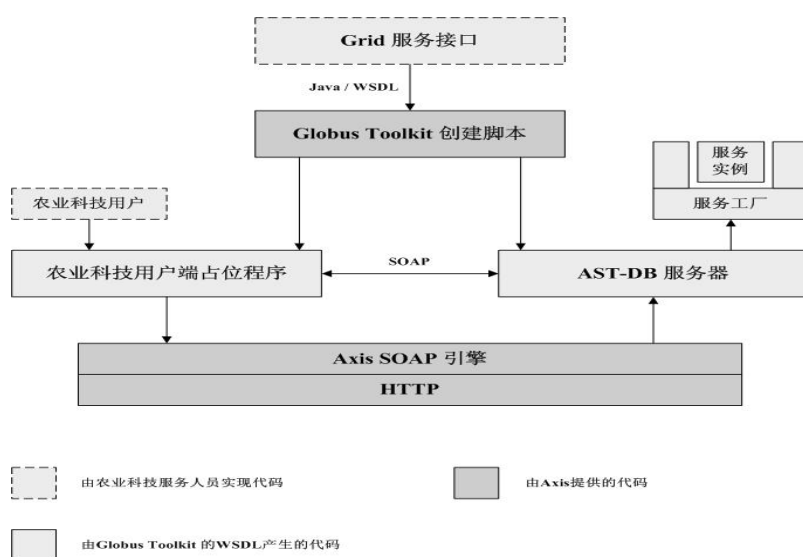 Grid 服务接口
Java / WSDL
Globus Toolkit 创建脚本
服务
实例
服务工厂
农业科技用户
农业科技用户端占位程序
SOAP
AST-DB 服务器
Axis SOAP 引擎
HTTP
由农业科技服务人员实现代码
由Axis提供的代码
由Globus Toolkit 的WSDL产生的代码